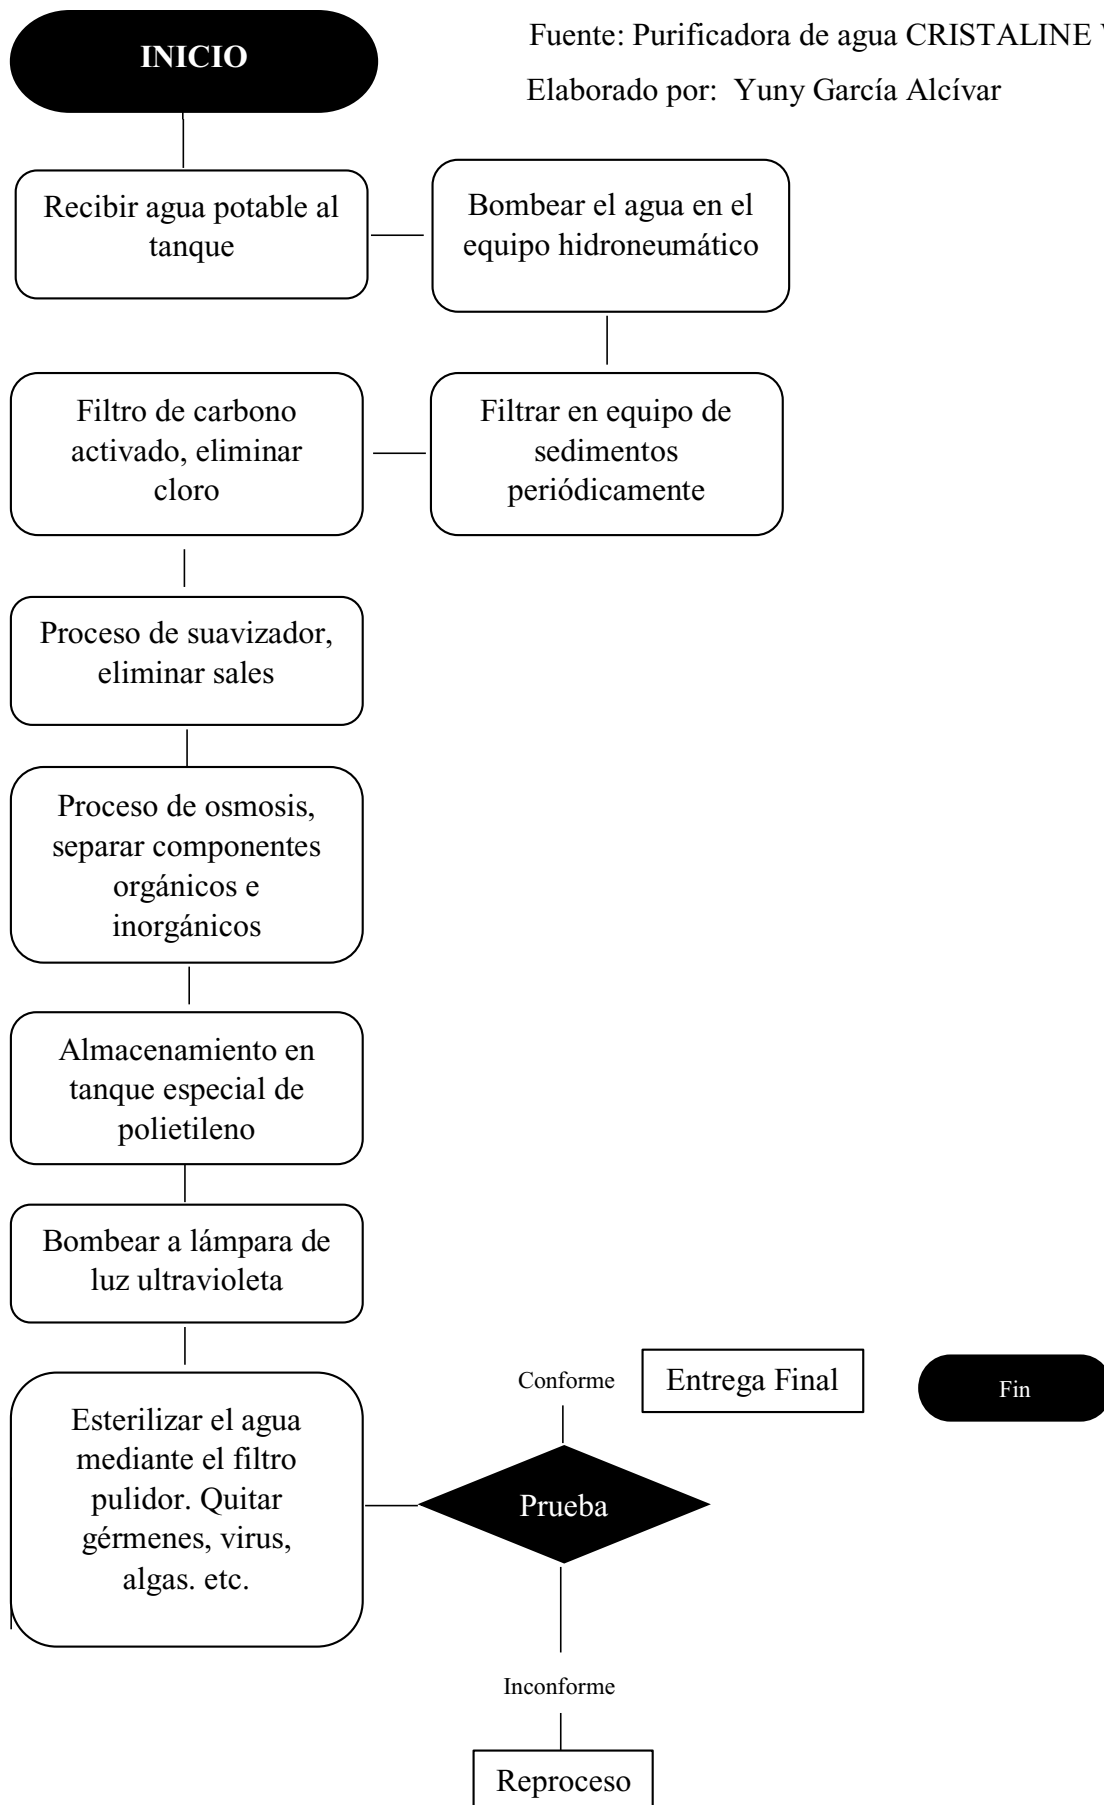 INICIO
Fuente: Purificadora de agua CRISTALINE
Elaborado por: Yuny García Alcívar
Recibir agua potable al
tanque
Bombear el agua en el
equipo hidroneumático
Filtrar en equipo de
sedimentos
periódicamente
Filtro de carbono
activado, eliminar
cloro
Proceso de suavizador,
eliminar sales
Proceso de osmosis,
separar componentes
orgánicos e
inorgánicos
Almacenamiento en
tanque especial de
polietileno
Bombear a lámpara de
luz ultravioleta
Esterilizar el agua
mediante el filtro
pulidor. Quitar
gérmenes, virus,
algas. etc.
Prueba
Conforme
Entrega Final
Fin
Inconforme
Reproceso